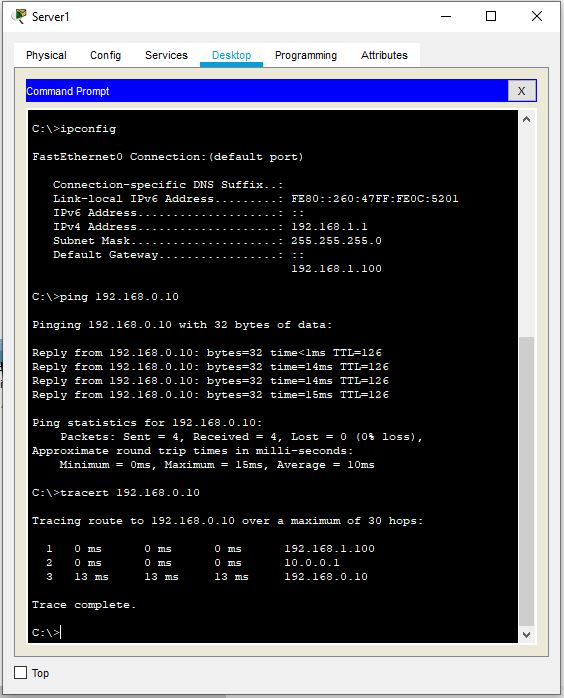 Server1
Physical Config Services Desktop Programming Attributes
Command Prompt X
C:\>ipconfig
FastEthernet0 Connection:(default port)
Connection-specific DNS Suffix..:
Link-local IPv6 Address.........: FE80::260:47FF:FE0C:5201
IPv6 Address....................: ::
IPv4 Address....................: 192.168.1.1
Subnet Mask.....................: 255.255.255.0
Default Gateway.................: ::
192.168.1.100
C:\>ping 192.168.0.10
Pinging 192.168.0.10 with 32 bytes of data:
Reply from 192.168.0.10: bytes=32 time<1ms TTL=126
Reply from 192.168.0.10: bytes=32 time=14ms TTL=126
Reply from 192.168.0.10: bytes=32 time=14ms TTL=126
Reply from 192.168.0.10: bytes=32 time=15ms TTL=126
Ping statistics for 192.168.0.10:
Packets: Sent = 4, Received = 4, Lost = 0 (0% loss),
Approximate round trip times in milli-seconds:
Minimum = 0ms, Maximum = 15ms, Average = 10ms
C:\>tracert 192.168.0.10
Tracing route to 192.168.0.10 over a maximum of 30 hops:
1 0 ms 0 ms 0 ms 192.168.1.100
2 0 ms 0 ms 0 ms 10.0.0.1
3 13 ms 13 ms 13 ms 192.168.0.10
Trace complete.
C:\>
Top